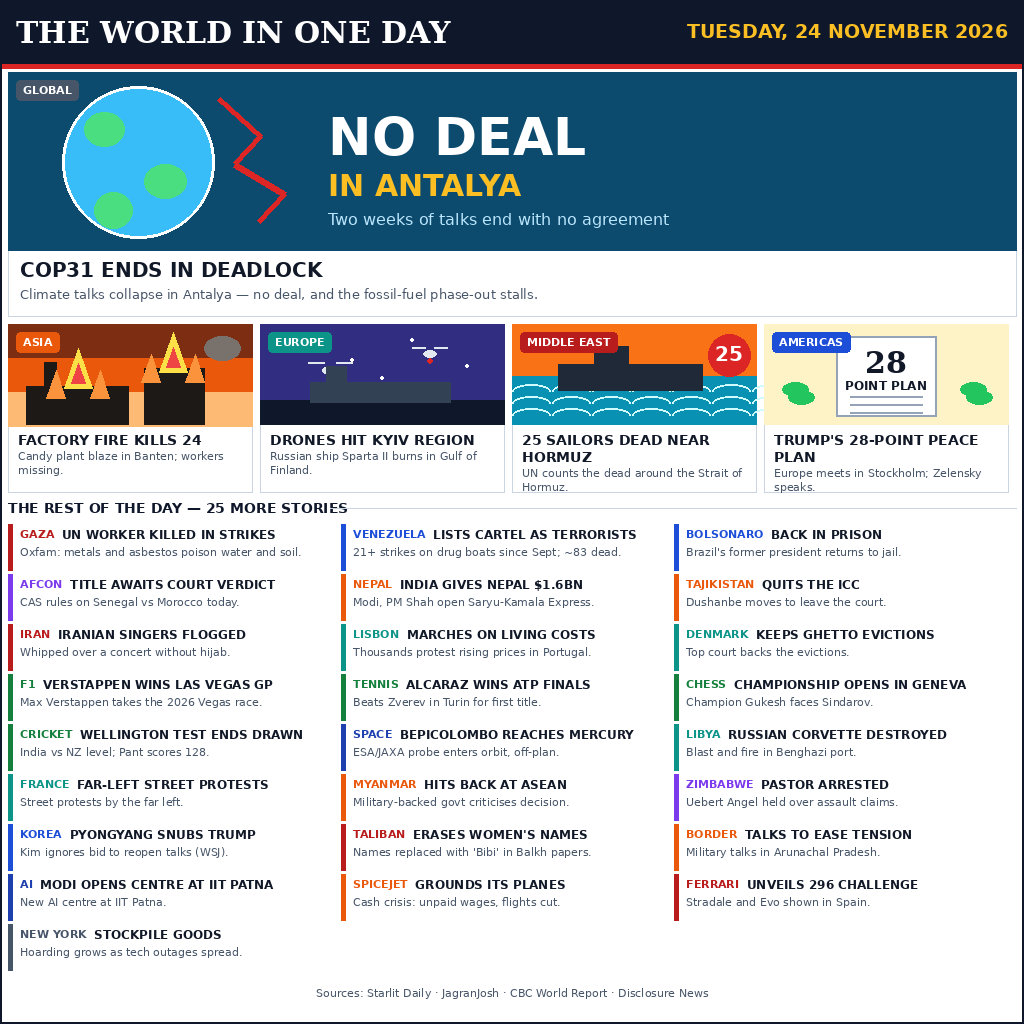 THE WORLD IN ONE DAY
TUESDAY, 24 NOVEMBER 2026
GLOBAL
NO DEAL
IN ANTALYA
Two weeks of talks end with no agreement
COP31 ENDS IN DEADLOCK
Climate talks collapse in Antalya — no deal, and the fossil-fuel phase-out stalls.
ASIA
FACTORY FIRE KILLS 24
Candy plant blaze in Banten; workers
missing.
EUROPE
DRONES HIT KYIV REGION
Russian ship Sparta II burns in Gulf of
Finland.
MIDDLE EAST
25
25 SAILORS DEAD NEAR
HORMUZ
UN counts the dead around the Strait of
Hormuz.
AMERICAS
28
POINT PLAN
TRUMP'S 28-POINT PEACE
PLAN
Europe meets in Stockholm; Zelensky
speaks.
THE REST OF THE DAY — 25 MORE STORIES
GAZA UN WORKER KILLED IN STRIKES
Oxfam: metals and asbestos poison water and soil.
VENEZUELA LISTS CARTEL AS TERRORISTS
21+ strikes on drug boats since Sept; ~83 dead.
BOLSONARO BACK IN PRISON
Brazil's former president returns to jail.
AFCON TITLE AWAITS COURT VERDICT
CAS rules on Senegal vs Morocco today.
NEPAL INDIA GIVES NEPAL $1.6BN
Modi, PM Shah open Saryu-Kamala Express.
TAJIKISTAN QUITS THE ICC
Dushanbe moves to leave the court.
IRAN IRANIAN SINGERS FLOGGED
Whipped over a concert without hijab.
LISBON MARCHES ON LIVING COSTS
Thousands protest rising prices in Portugal.
DENMARK KEEPS GHETTO EVICTIONS
Top court backs the evictions.
F1 VERSTAPPEN WINS LAS VEGAS GP
Max Verstappen takes the 2026 Vegas race.
TENNIS ALCARAZ WINS ATP FINALS
Beats Zverev in Turin for first title.
CHESS CHAMPIONSHIP OPENS IN GENEVA
Champion Gukesh faces Sindarov.
CRICKET WELLINGTON TEST ENDS DRAWN
India vs NZ level; Pant scores 128.
SPACE BEPICOLOMBO REACHES MERCURY
ESA/JAXA probe enters orbit, off-plan.
LIBYA RUSSIAN CORVETTE DESTROYED
Blast and fire in Benghazi port.
FRANCE FAR-LEFT STREET PROTESTS
Street protests by the far left.
MYANMAR HITS BACK AT ASEAN
Military-backed govt criticises decision.
ZIMBABWE PASTOR ARRESTED
Uebert Angel held over assault claims.
KOREA PYONGYANG SNUBS TRUMP
Kim ignores bid to reopen talks (WSJ).
TALIBAN ERASES WOMEN'S NAMES
Names replaced with 'Bibi' in Balkh papers.
BORDER TALKS TO EASE TENSION
Military talks in Arunachal Pradesh.
AI MODI OPENS CENTRE AT IIT PATNA
New AI centre at IIT Patna.
SPICEJET GROUNDS ITS PLANES
Cash crisis: unpaid wages, flights cut.
FERRARI UNVEILS 296 CHALLENGE
Stradale and Evo shown in Spain.
NEW YORK STOCKPILE GOODS
Hoarding grows as tech outages spread.
Sources: Starlit Daily · JagranJosh · CBC World Report · Disclosure News